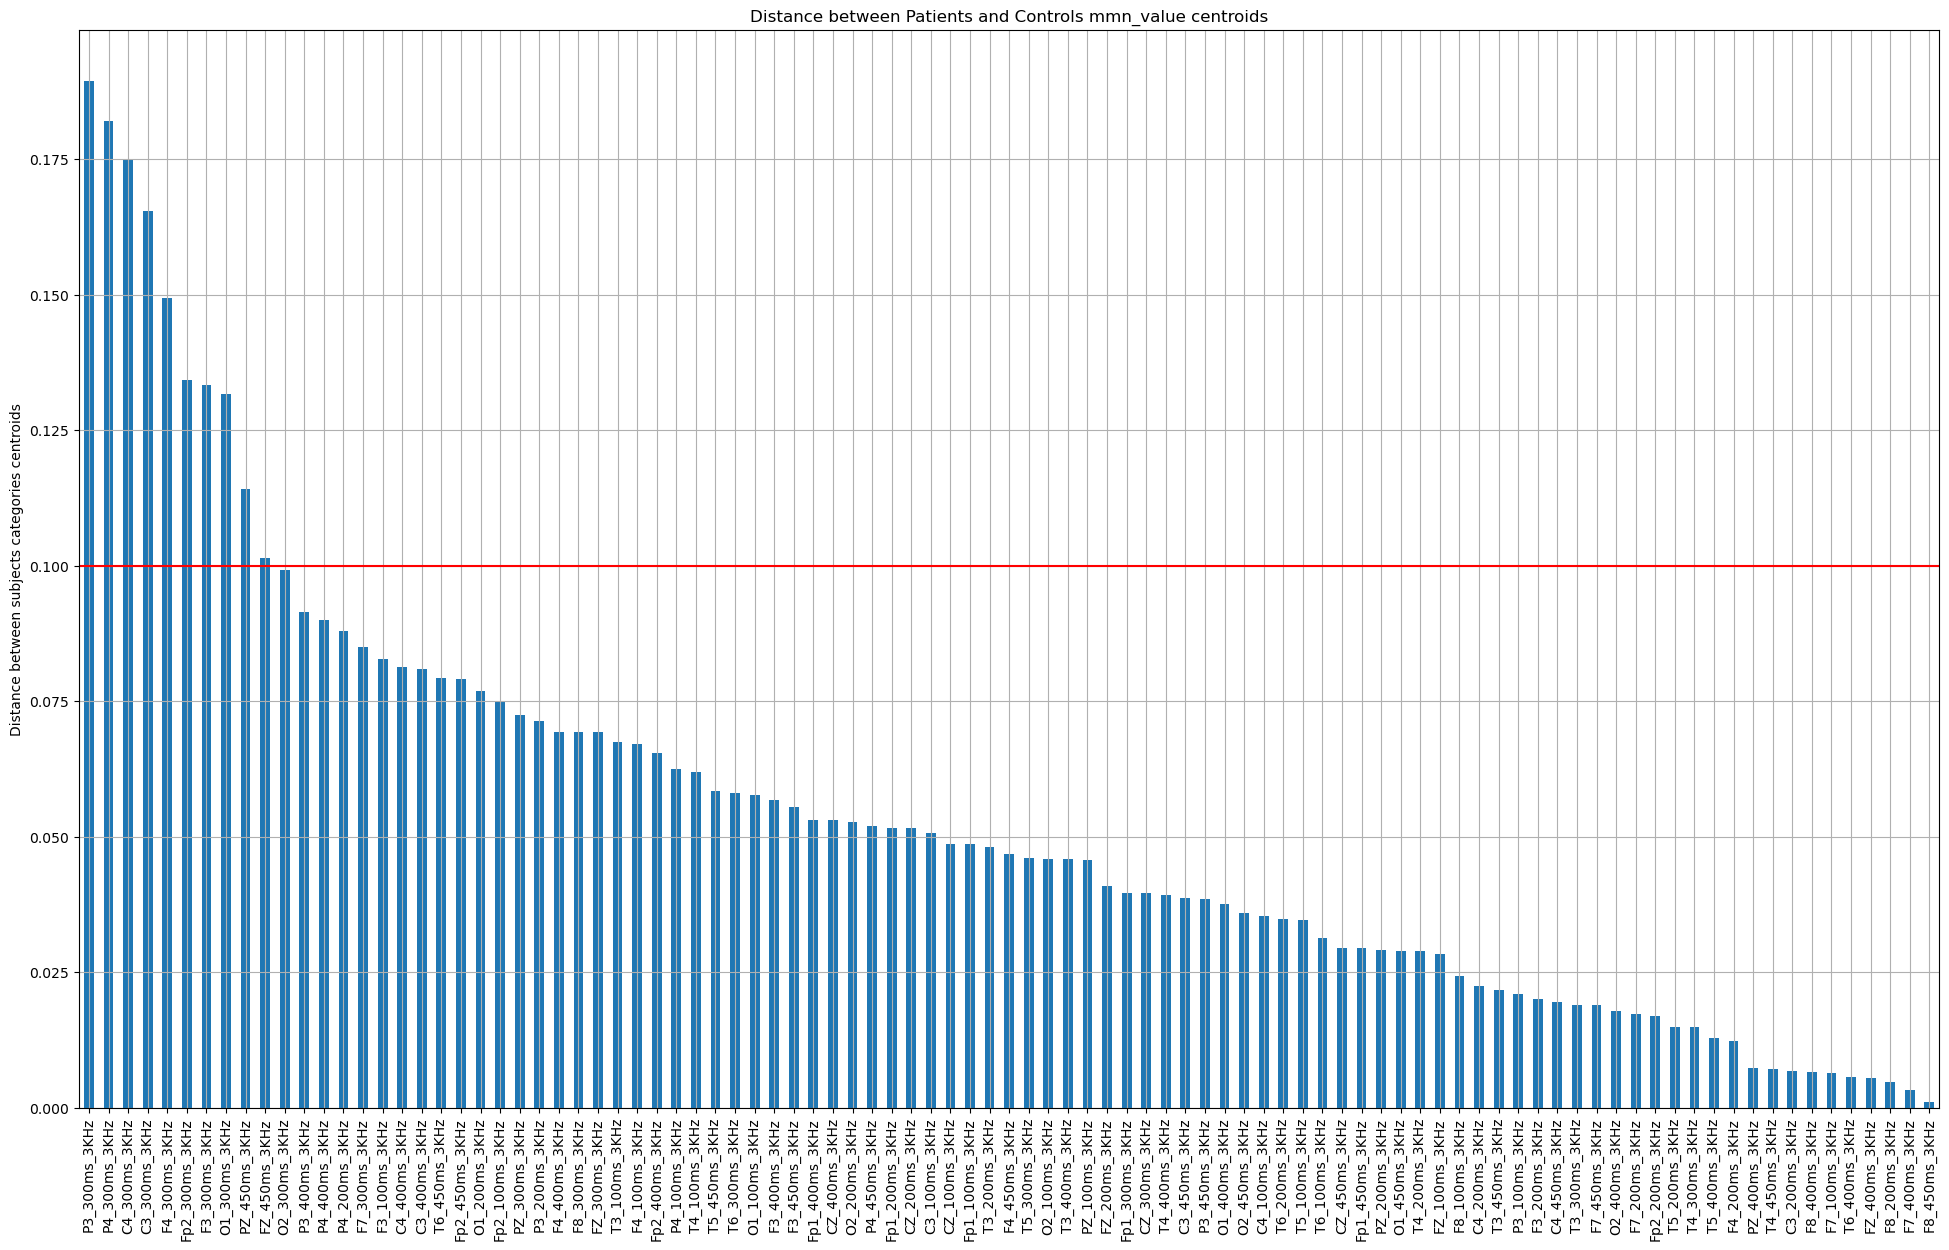 Distance between Patients and Controls mmn_value centroids
Distance between subjects categories centroids
0.175
0.150
0.125
0.100
0.075
0.050
0.025
0.000
P3_300ms_3KHz
P4_300ms_3KHz
C4_300ms_3KHz
C3_300ms_3KHz
F4_300ms_3KHz
Fp2_300ms_3KHz
F3_300ms_3KHz
O1_300ms_3KHz
PZ_450ms_3KHz
FZ_450ms_3KHz
O2_300ms_3KHz
P3_400ms_3KHz
P4_400ms_3KHz
P4_200ms_3KHz
F7_300ms_3KHz
F3_100ms_3KHz
C4_400ms_3KHz
C3_400ms_3KHz
T6_450ms_3KHz
Fp2_450ms_3KHz
O1_200ms_3KHz
Fp2_100ms_3KHz
PZ_300ms_3KHz
P3_200ms_3KHz
F4_400ms_3KHz
F8_300ms_3KHz
FZ_300ms_3KHz
T3_100ms_3KHz
F4_100ms_3KHz
Fp2_400ms_3KHz
P4_100ms_3KHz
T4_100ms_3KHz
T5_450ms_3KHz
T6_300ms_3KHz
O1_100ms_3KHz
F3_400ms_3KHz
F3_450ms_3KHz
Fp1_400ms_3KHz
CZ_400ms_3KHz
O2_200ms_3KHz
P4_450ms_3KHz
Fp1_200ms_3KHz
CZ_200ms_3KHz
C3_100ms_3KHz
CZ_100ms_3KHz
Fp1_100ms_3KHz
T3_200ms_3KHz
F4_450ms_3KHz
T5_300ms_3KHz
O2_100ms_3KHz
T3_400ms_3KHz
PZ_100ms_3KHz
FZ_200ms_3KHz
Fp1_300ms_3KHz
CZ_300ms_3KHz
T4_400ms_3KHz
C3_450ms_3KHz
P3_450ms_3KHz
O1_400ms_3KHz
O2_450ms_3KHz
C4_100ms_3KHz
T6_200ms_3KHz
T5_100ms_3KHz
T6_100ms_3KHz
CZ_450ms_3KHz
Fp1_450ms_3KHz
PZ_200ms_3KHz
O1_450ms_3KHz
T4_200ms_3KHz
FZ_100ms_3KHz
F8_100ms_3KHz
C4_200ms_3KHz
T3_450ms_3KHz
P3_100ms_3KHz
F3_200ms_3KHz
C4_450ms_3KHz
T3_300ms_3KHz
F7_450ms_3KHz
O2_400ms_3KHz
F7_200ms_3KHz
Fp2_200ms_3KHz
T5_200ms_3KHz
T4_300ms_3KHz
T5_400ms_3KHz
F4_200ms_3KHz
PZ_400ms_3KHz
T4_450ms_3KHz
C3_200ms_3KHz
F8_400ms_3KHz
F7_100ms_3KHz
T6_400ms_3KHz
FZ_400ms_3KHz
F8_200ms_3KHz
F7_400ms_3KHz
F8_450ms_3KHz